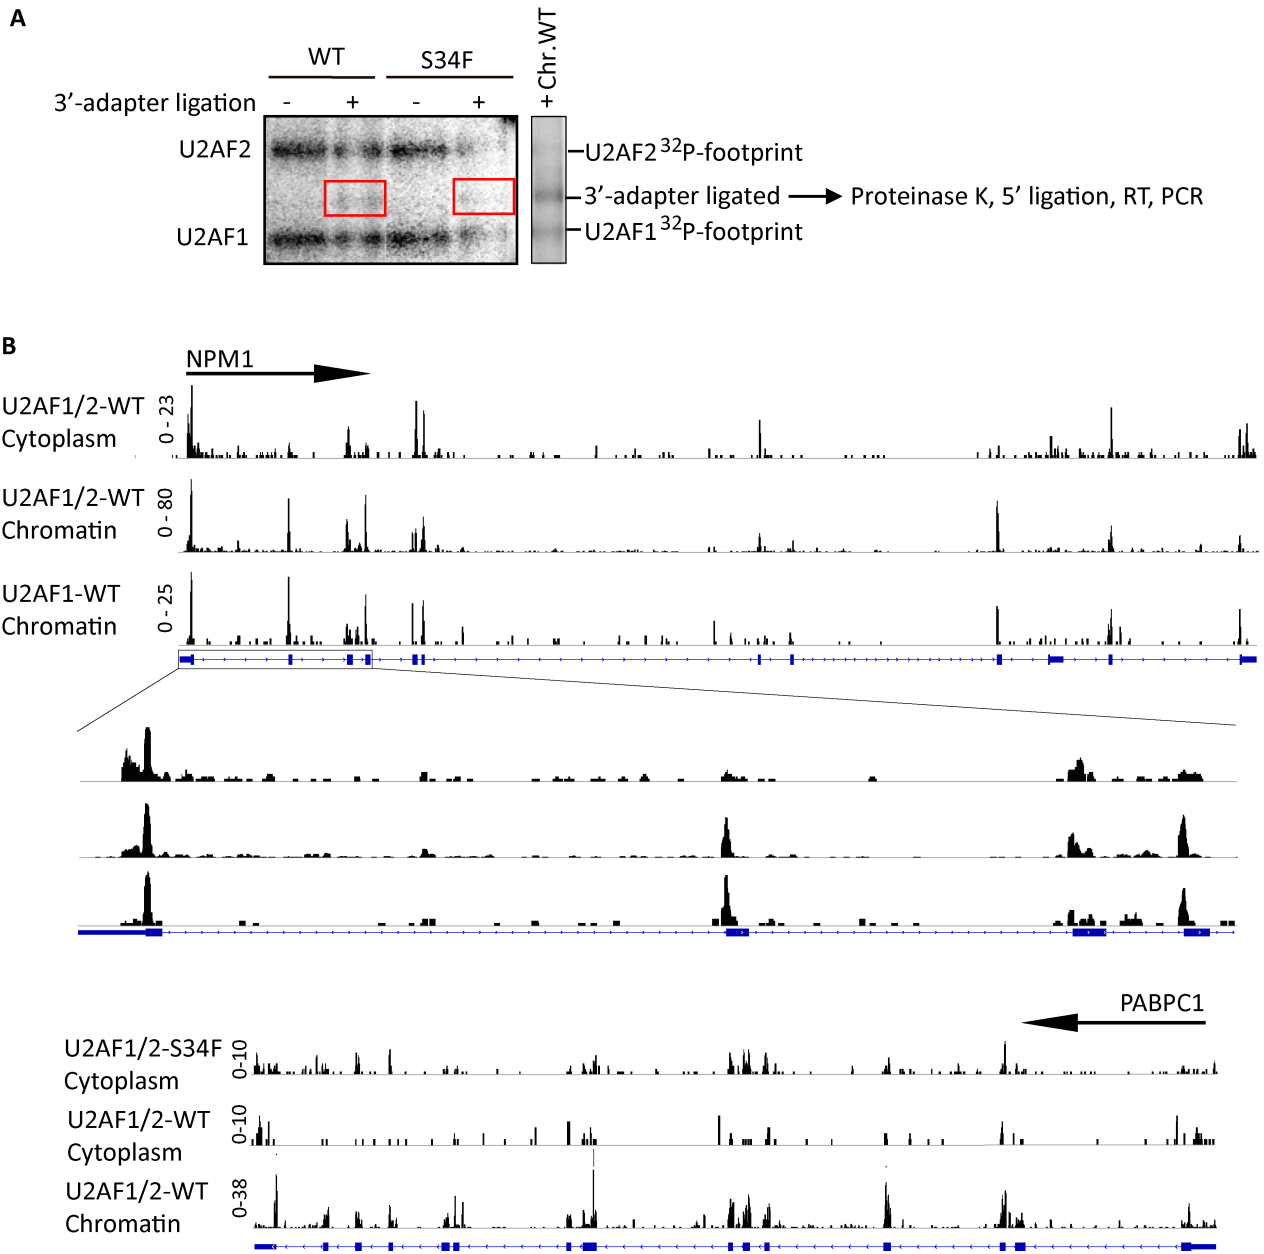 A
WT
S34F
+ Chr.WT
3’-adapter ligation - + - +
U2AF2
U2AF1
U2AF2 32P-footprint
3’-adapter ligated
Proteinase K, 5’ ligation, RT, PCR
U2AF1 32P-footprint
B
NPM1
U2AF1/2-WT
Cytoplasm
0 - 23
U2AF1/2-WT
Chromatin
0 - 80
U2AF1-WT
Chromatin
0 - 25
PABPC1
U2AF1/2-S34F
Cytoplasm
0-10
U2AF1/2-WT
Cytoplasm
0-10
U2AF1/2-WT
Chromatin
0-38